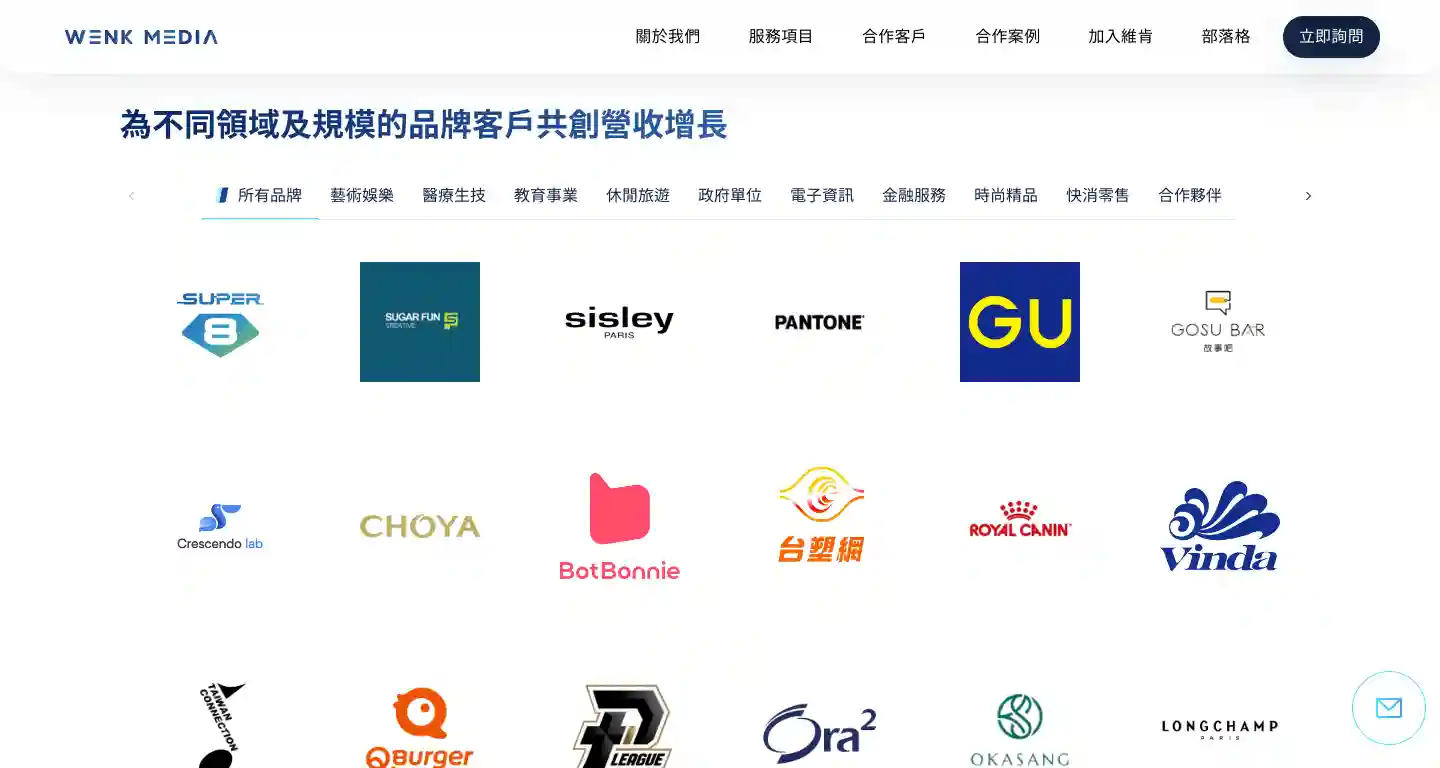 WENK MEDIA
關於我們
服務項目
合作客戶
合作案例
加入維肯
部落格
立即詢問
為不同領域及規模的品牌客戶共創營收增長
所有品牌
藝術娛樂
醫療生技
教育事業
休閒旅遊
政府單位
電子資訊
金融服務
時尚精品
快消零售
合作夥伴
SUPER
8
SUGAR FUN
CREATIVE
sisley
PARIS
PANTONE
GU
GOSU BAR
故事吧
Crescendo lab
CHOYA
BotBonnie
台塑網
ROYAL CANIN
Vinda
TAIWAN
CONNECTION
Q Burger
P
LEAGUE
Ora2
OKASANG
LONGCHAMP
PARIS